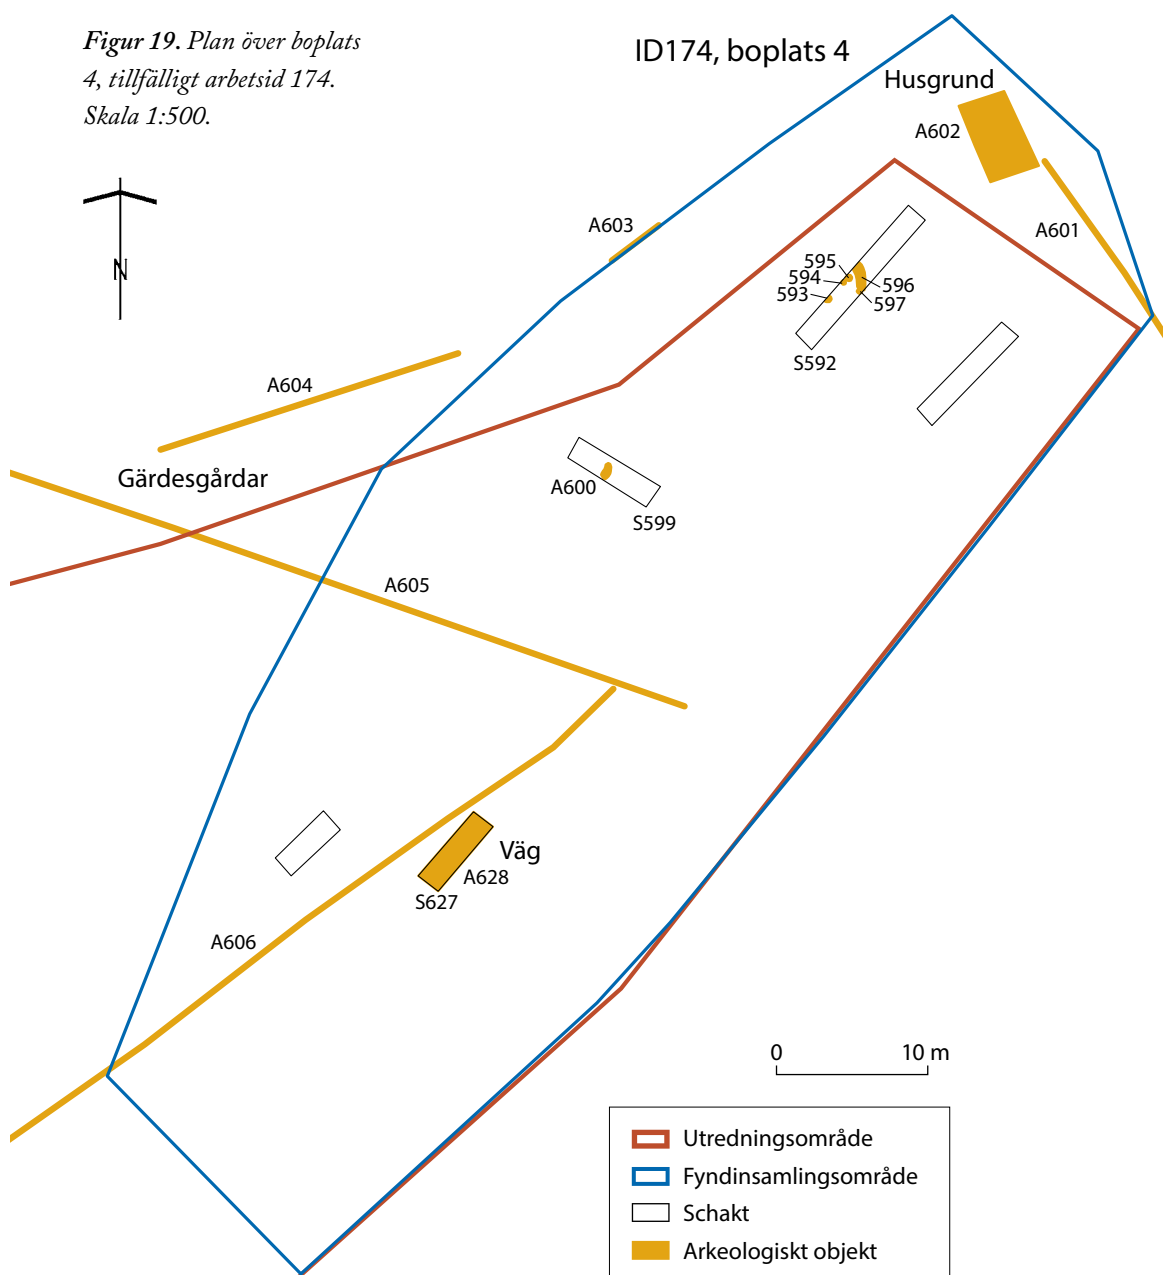 Figur 19. Plan över boplats
4, tillfälligt arbetsid 174.
Skala 1:500.
ID174, boplats 4
Husgrund
A602
A601
A603
N
595
594
593
596
597
S592
A604
Gärdesgårdar
A600
S599
A605
Väg
A628
S627
A606
0 10 m
Utredningsområde
Fyndinsamlingsområde
Schakt
Arkeologiskt objekt